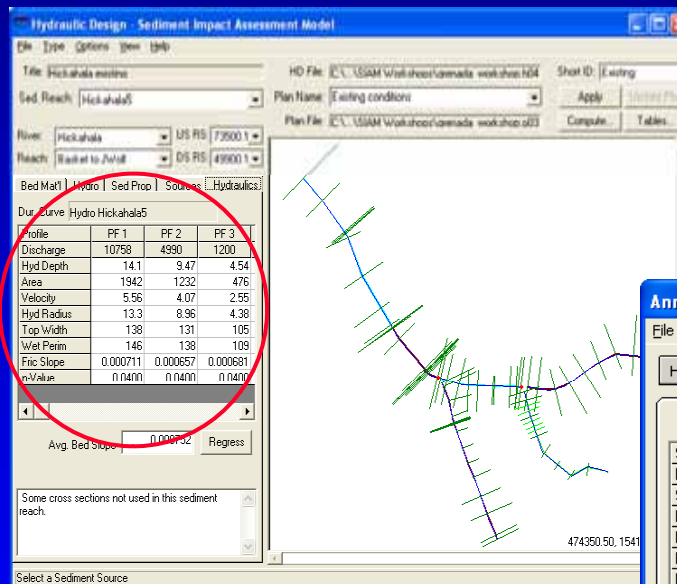 Hydraulic Design - Sediment Impact Assessment Model
File Type Options View Help
Title: Hickahala existing
HD File: C:\...\SIAM Workshops\grenada_workshop.h04
Short ID: Existing
Sed. Reach: Hickahala5
Plan Name: Existing conditions
Apply
Plan File: C:\...\SIAM Workshops\grenada_workshop.p03
Compute... Tables...
River: Hickahala US RS: 73500.1
Reach: Basket to JWolf DS RS: 49900.1
Bed Mat'l Hydro Sed Prop Sources Hydraulics
Dur. Curve Hydro Hickahala5
Profile PF 1 PF 2 PF 3
Discharge 10758 4990 1200
Hyd Depth 14.1 9.47 4.54
Area 1942 1232 476
Velocity 5.56 4.07 2.55
Hyd Radius 13.3 8.96 4.38
Top Width 138 131 105
Wet Perim 146 138 109
Fric Slope 0.000711 0.000657 0.000681
n-Value 0.0400 0.0400 0.0400
Avg. Bed Slope Regress
Some cross sections not used in this sediment
reach.
474350.50, 1541
Select a Sediment Source
Ann
File
H